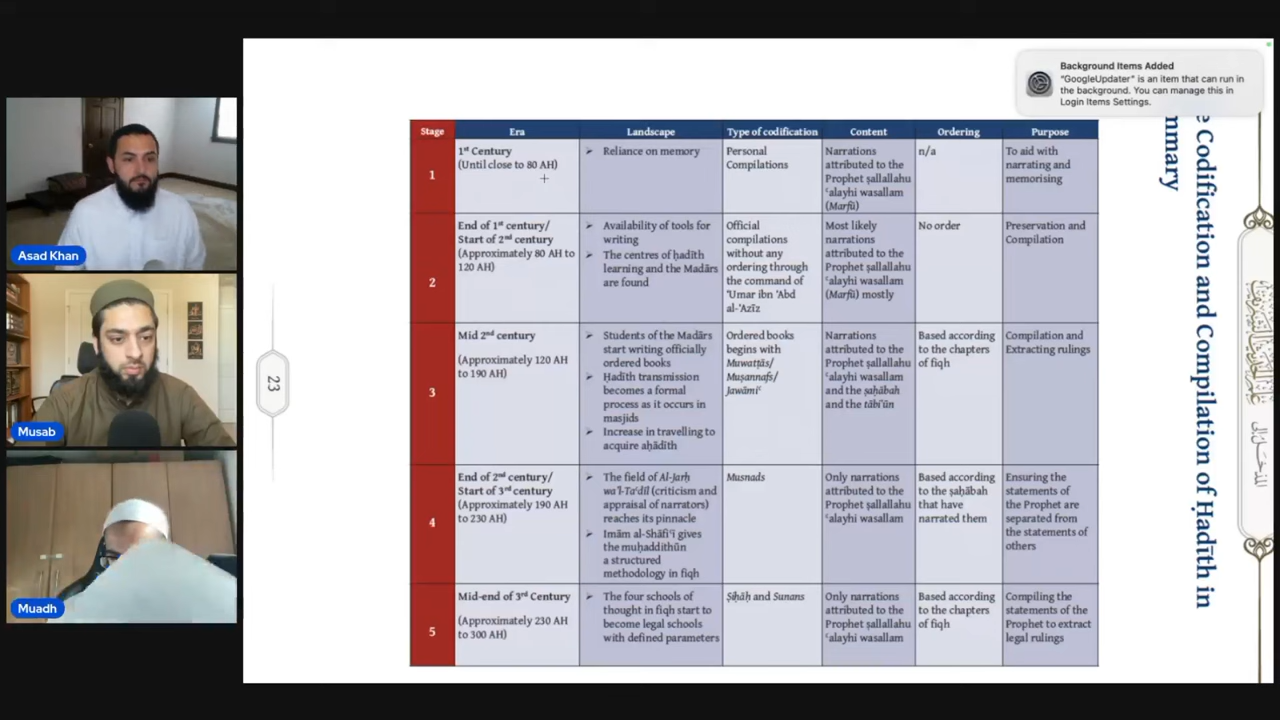 Background Items Added
"GoogleUpdater" is an item that can run in
the background. You can manage this in
Login Items Settings.
e Codification and Compilation of Ḥadīth in
mmary
Stage Era Landscape Type of codification Content Ordering Purpose
1
1st Century
(Until close to 80 AH)
➢ Reliance on memory
Personal
Compilations
Narrations
attributed to the
Prophet ṣallallahu
ʿalayhi wasallam
(Marfū)
n/a
To aid with
narrating and
memorising
2
End of 1st century/
Start of 2nd century
(Approximately 80 AH to
120 AH)
➢ Availability of tools for
writing
➢ The centres of ḥadīth
learning and the Madārs
are found
Official
compilations
without any
ordering through
the command of
ʿUmar ibn ʿAbd
al-ʿAzīz
Most likely
narrations
attributed to the
Prophet ṣallallahu
ʿalayhi wasallam
(Marfū) mostly
No order
Preservation and
Compilation
3
Mid 2nd century
(Approximately 120 AH
to 190 AH)
➢ Students of the Madārs
start writing officially
ordered books
➢ Ḥadīth transmission
becomes a formal
process as it occurs in
masjids
➢ Increase in travelling to
acquire aḥādīth
Ordered books
begins with
Muwaṭṭās/
Muṣannafs/
Jawāmiʿ
Narrations
attributed to the
Prophet ṣallallahu
ʿalayhi wasallam
and the ṣaḥābah
and the tābiʿūn
Based according
to the chapters
of fiqh
Compilation and
Extracting rulings
4
End of 2nd century/
Start of 3rd century
(Approximately 190 AH
to 230 AH)
➢ The field of Al-Jarḥ
wa'l-Taʿdīl (criticism and
appraisal of narrators)
reaches its pinnacle
➢ Imām al-Shāfiʿī gives
the muḥaddithūn
a structured
methodology in fiqh
Musnads
Only narrations
attributed to the
Prophet ṣallallahu
ʿalayhi wasallam
Based according
to the ṣaḥābah
that have
narrated them
Ensuring the
statements of
the Prophet are
separated from
the statements of
others
5
Mid-end of 3rd Century
(Approximately 230 AH
to 300 AH)
➢ The four schools of
thought in fiqh start to
become legal schools
with defined parameters
Ṣiḥāḥ and Sunans
Only narrations
attributed to the
Prophet ṣallallahu
ʿalayhi wasallam
Based according
to the chapters
of fiqh
Compiling the
statements of the
Prophet to extract
legal rulings
23
Asad Khan
Musab
Muadh